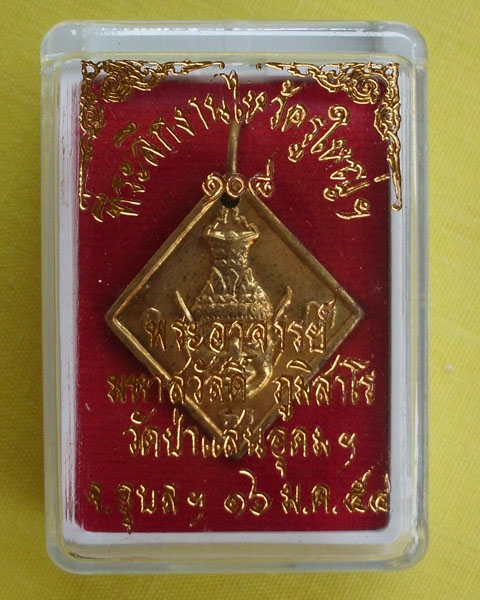 ที่ระลึกงานไหว้ครูใหญ่ฯ
๑๐๘
พระอาจารย์
มหาสวัสดิ์ ภูมิสาโร
วัดป่าแสนอุดมฯ
จ.อุบลฯ ๑๖ ม.ค.๕๔